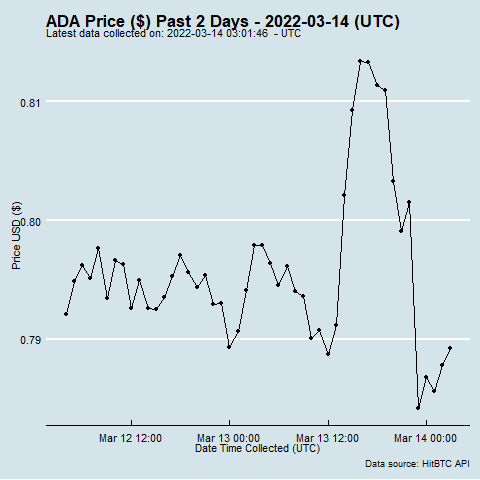 ADA Price ($) Past 2 Days - 2022-03-14 (UTC)
Latest data collected on: 2022-03-14 03:01:46  - UTC
0.81
0.80
0.79
Price USD ($)
Mar 12 12:00 Mar 13 00:00 Mar 13 12:00 Mar 14 00:00
Date Time Collected (UTC)
Data source: HitBTC API